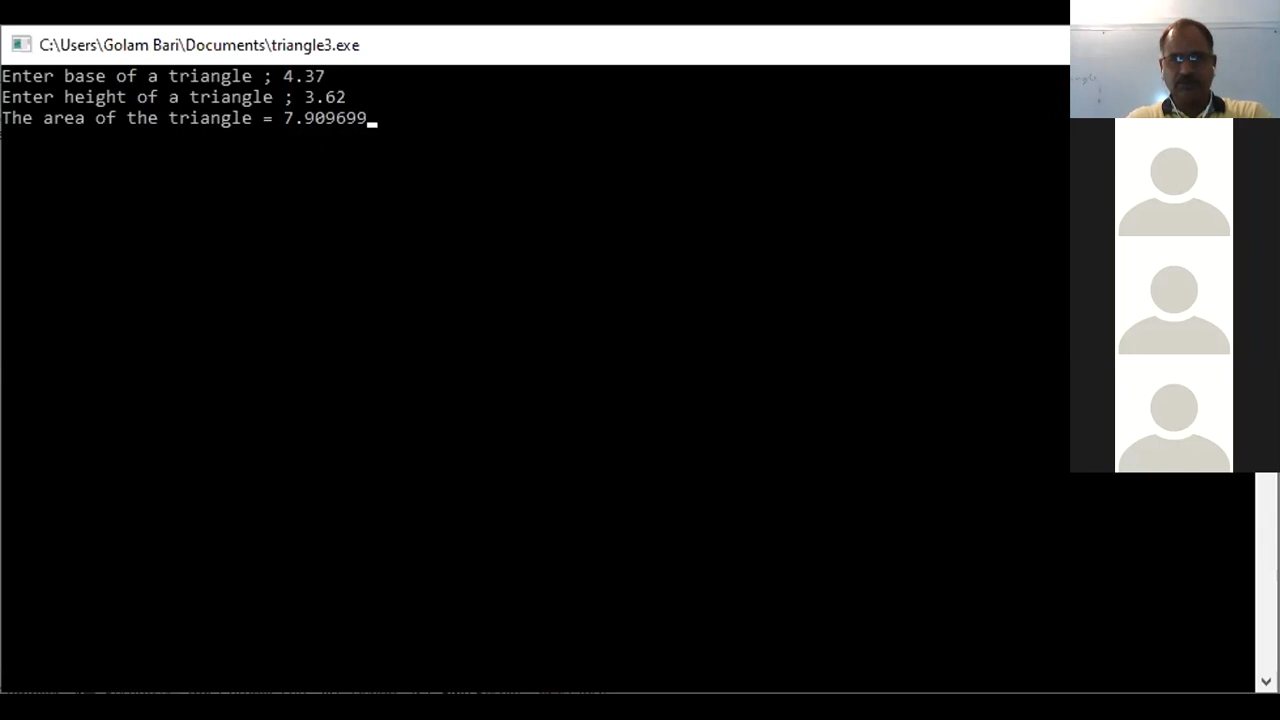 C:\Users\Golam Bari\Documents\triangle3.exe
Enter base of a triangle ; 4.37
Enter height of a triangle ; 3.62
The area of the triangle = 7.909699